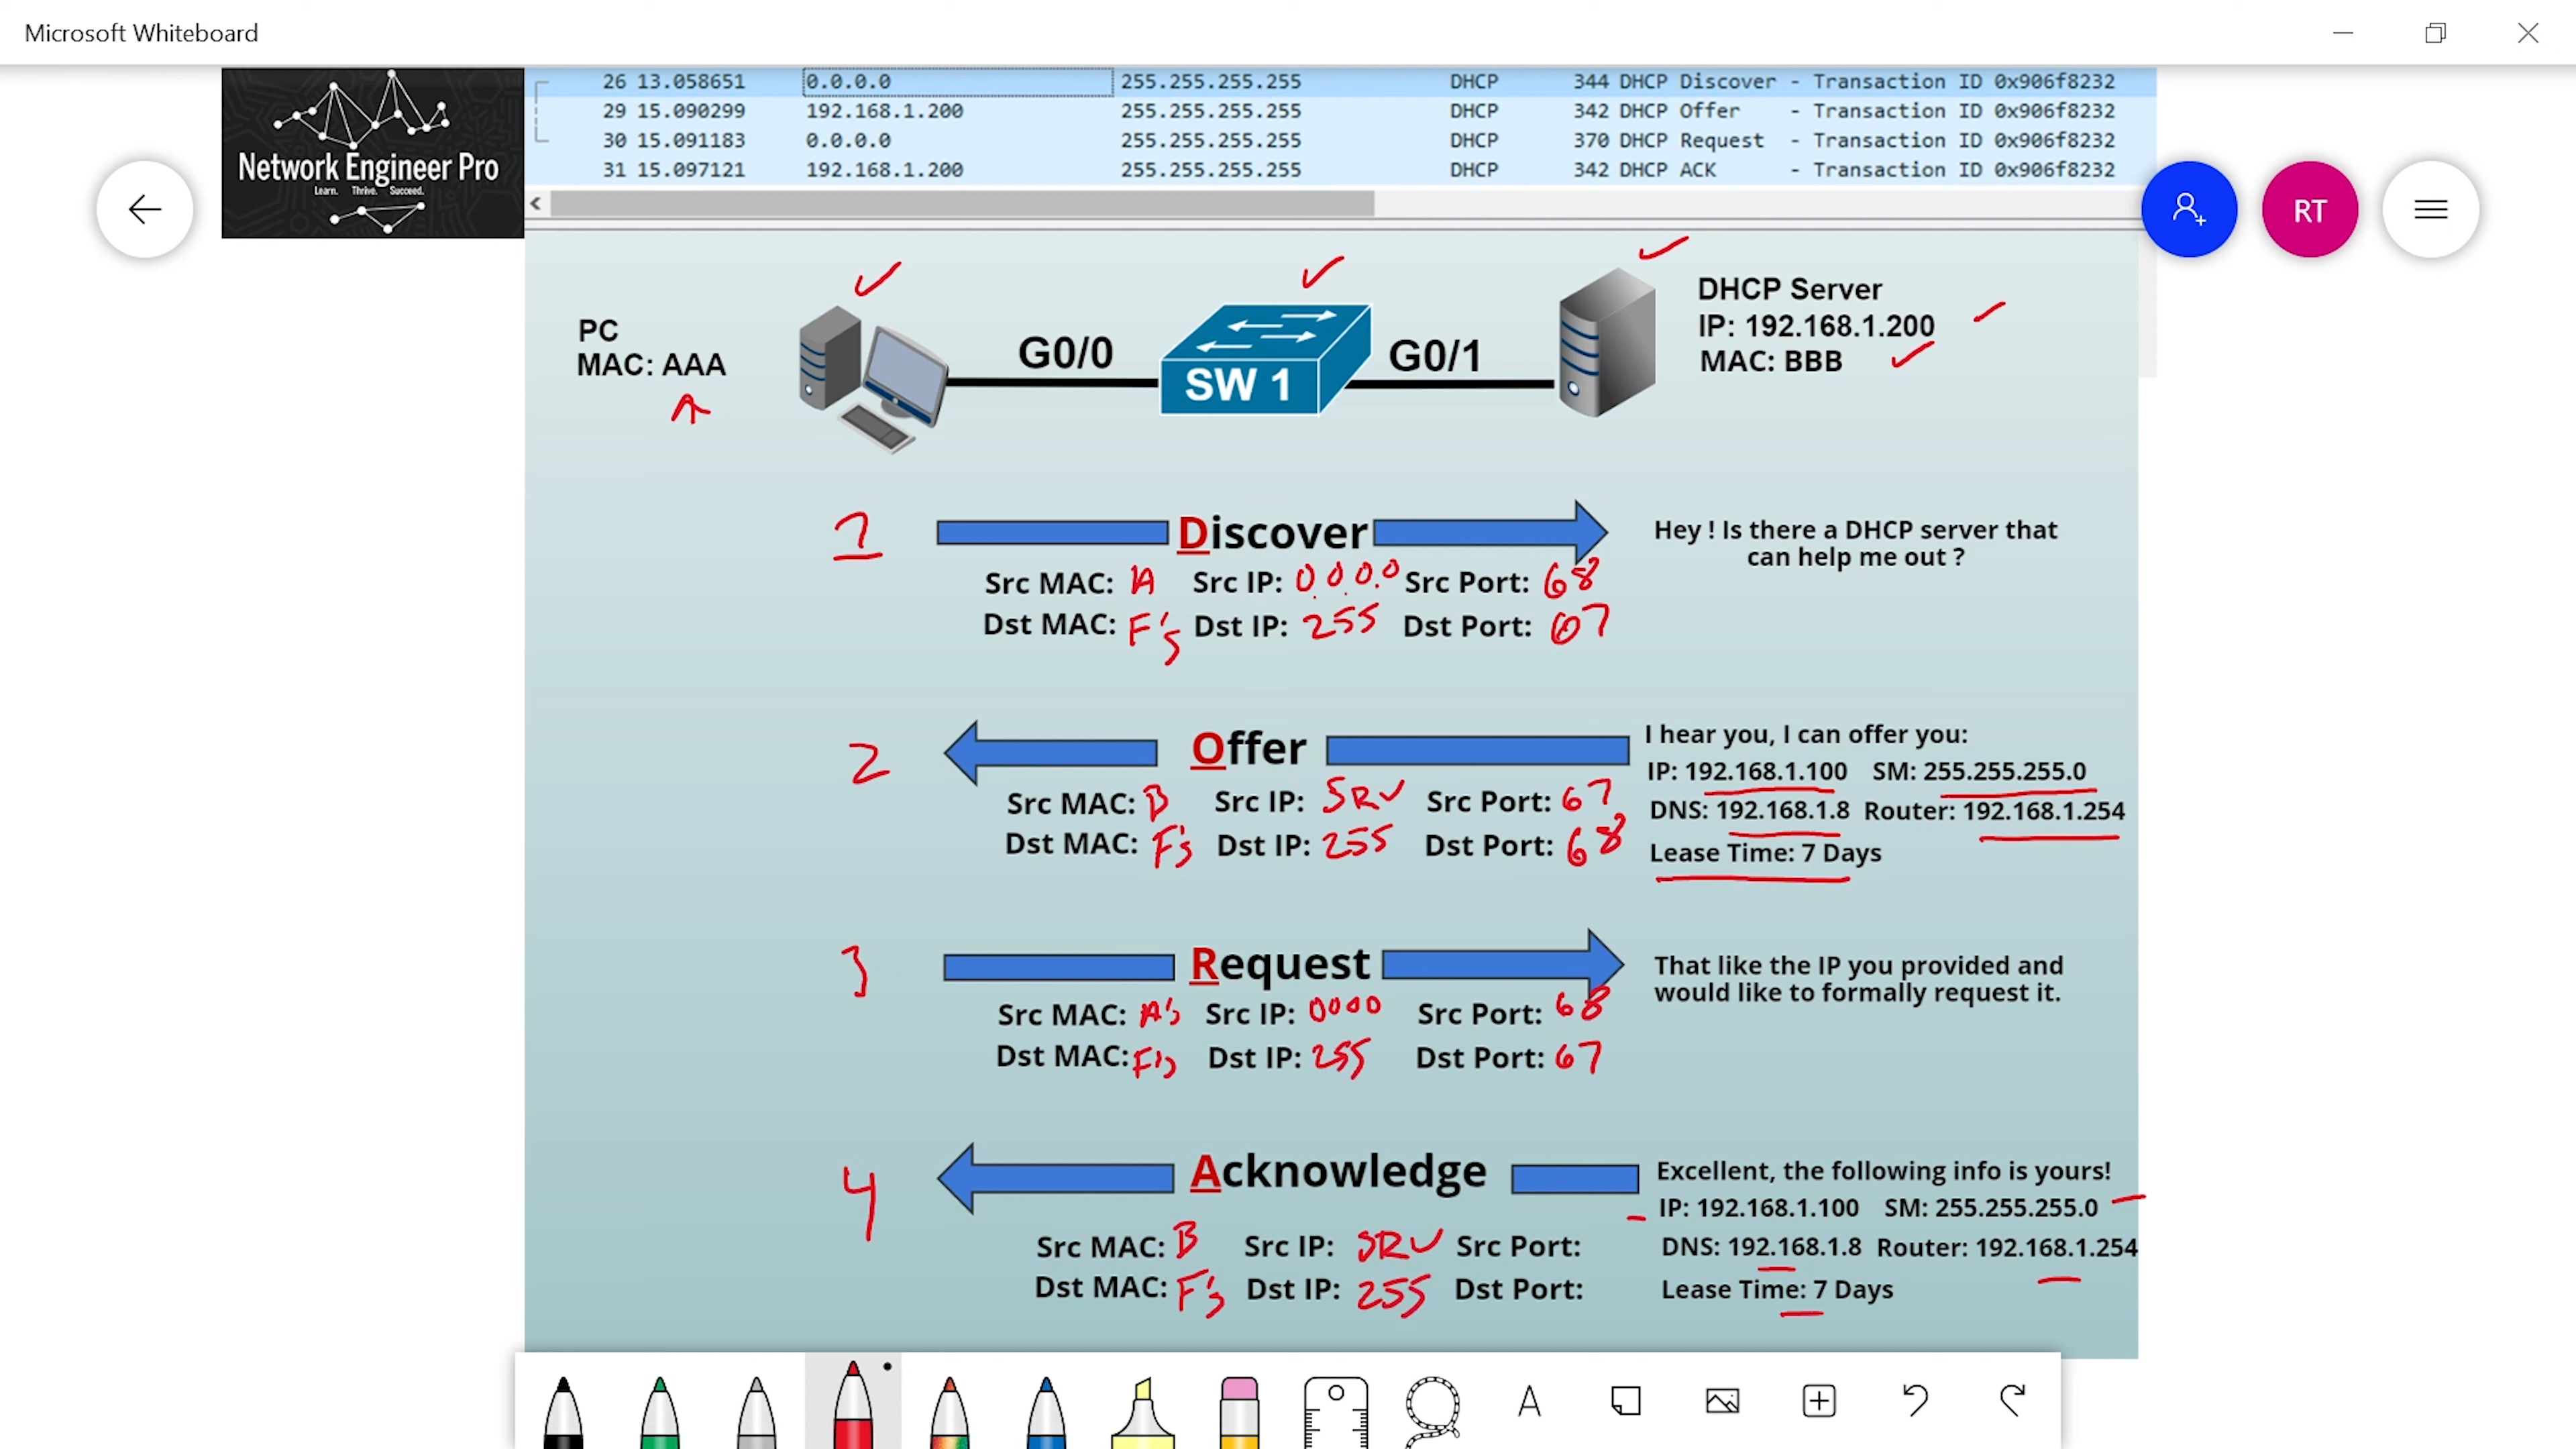 Microsoft Whiteboard
Network Engineer Pro
Learn. Thrive. Succeed.
26 13.058651 0.0.0.0 255.255.255.255 DHCP 344 DHCP Discover - Transaction ID 0x906f8232
29 15.090299 192.168.1.200 255.255.255.255 DHCP 342 DHCP Offer - Transaction ID 0x906f8232
30 15.091183 0.0.0.0 255.255.255.255 DHCP 370 DHCP Request - Transaction ID 0x906f8232
31 15.097121 192.168.1.200 255.255.255.255 DHCP 342 DHCP ACK - Transaction ID 0x906f8232
RT
PC
MAC: AAA
A
G0/0
SW 1
G0/1
DHCP Server
IP: 192.168.1.200
MAC: BBB
1
Discover
Src MAC: A Src IP: 0.0.0.0 Src Port: 68
Dst MAC: F's Dst IP: 255 Dst Port: 67
Hey ! Is there a DHCP server that
can help me out ?
2
Offer
Src MAC: B Src IP: SRV Src Port: 67
Dst MAC: F's Dst IP: 255 Dst Port: 68
I hear you, I can offer you:
IP: 192.168.1.100 SM: 255.255.255.0
DNS: 192.168.1.8 Router: 192.168.1.254
Lease Time: 7 Days
3
Request
Src MAC: A's Src IP: 0000 Src Port: 68
Dst MAC: F's Dst IP: 255 Dst Port: 67
That like the IP you provided and
would like to formally request it.
4
Acknowledge
Src MAC: B Src IP: SRV Src Port:
Dst MAC: F's Dst IP: 255 Dst Port:
Excellent, the following info is yours!
IP: 192.168.1.100 SM: 255.255.255.0
DNS: 192.168.1.8 Router: 192.168.1.254
Lease Time: 7 Days